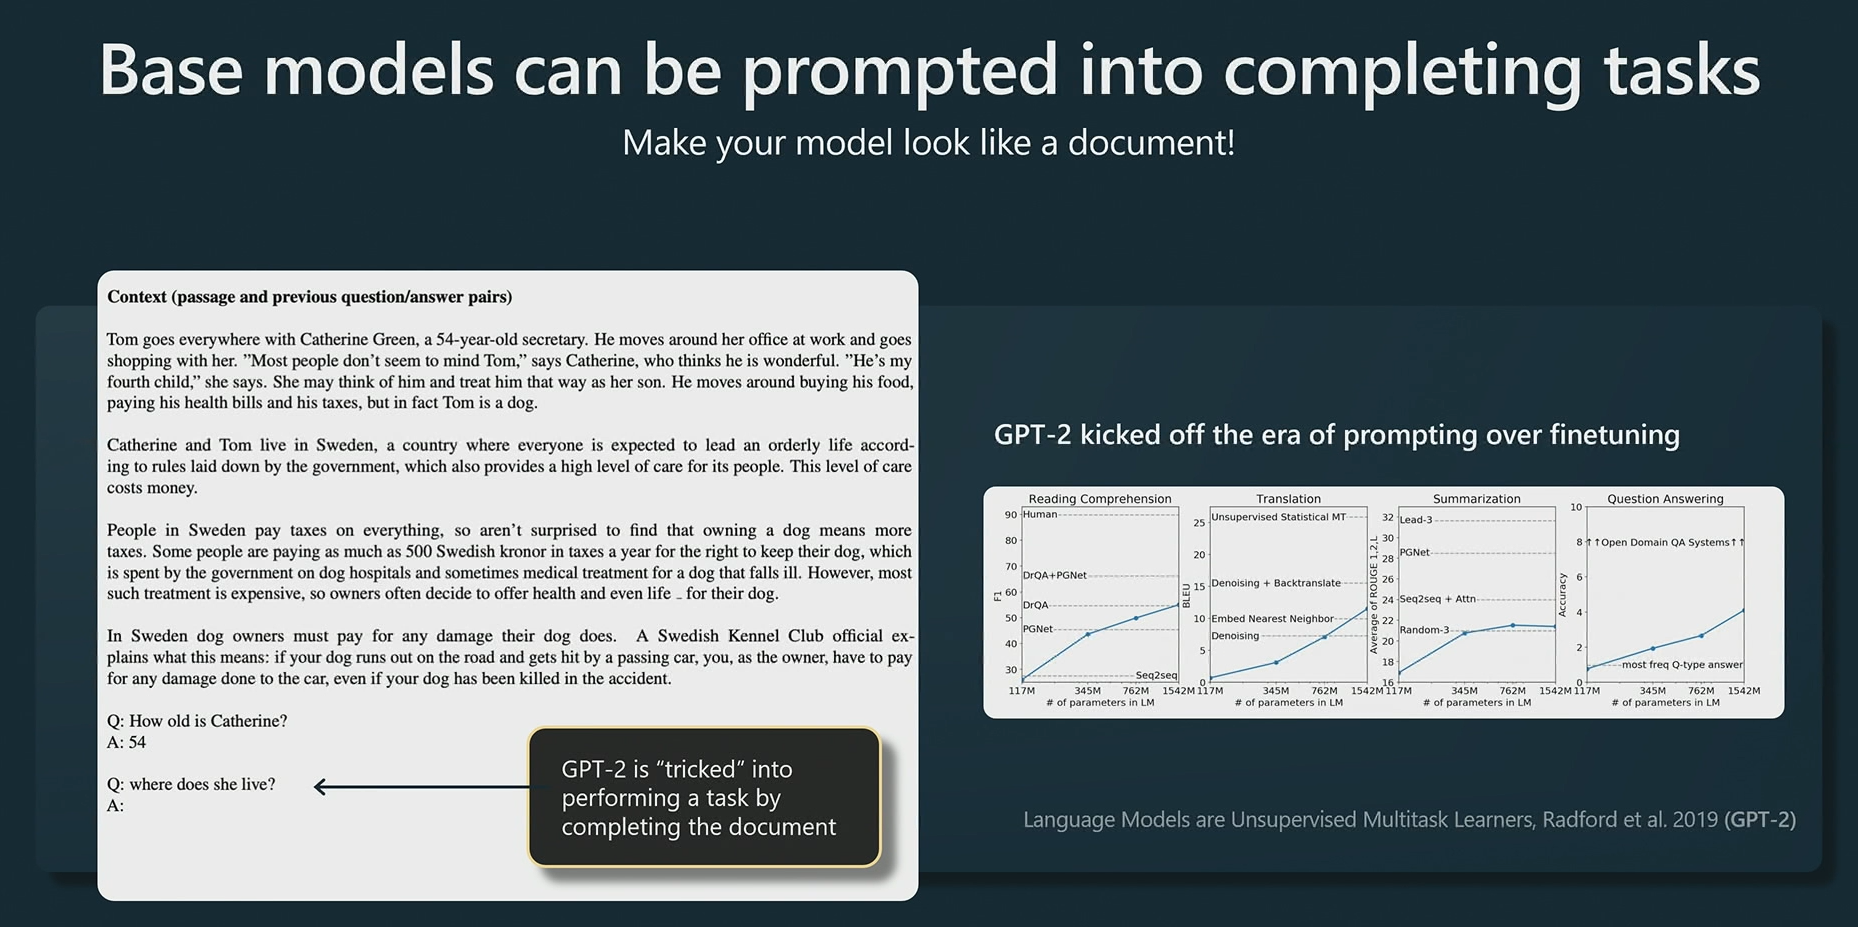 Base models can be prompted into completing tasks
Make your model look like a document!
Context (passage and previous question/answer pairs)
Tom goes everywhere with Catherine Green, a 54-year-old secretary. He moves around her office at work and goes
shopping with her. ”Most people don’t seem to mind Tom,” says Catherine, who thinks he is wonderful. ”He’s my
fourth child,” she says. She may think of him and treat him that way as her son. He moves around buying his food,
paying his health bills and his taxes, but in fact Tom is a dog.
Catherine and Tom live in Sweden, a country where everyone is expected to lead an orderly life accord-
ing to rules laid down by the government, which also provides a high level of care for its people. This level of care
costs money.
People in Sweden pay taxes on everything, so aren’t surprised to find that owning a dog means more
taxes. Some people are paying as much as 500 Swedish kronor in taxes a year for the right to keep their dog, which
is spent by the government on dog hospitals and sometimes medical treatment for a dog that falls ill. However, most
such treatment is expensive, so owners often decide to offer health and even life _ for their dog.
In Sweden dog owners must pay for any damage their dog does. A Swedish Kennel Club official ex-
plains what this means: if your dog runs out on the road and gets hit by a passing car, you, as the owner, have to pay
for any damage done to the car, even if your dog has been killed in the accident.
Q: How old is Catherine?
A: 54
Q: where does she live?
A:
GPT-2 is “tricked” into
performing a task by
completing the document
GPT-2 kicked off the era of prompting over finetuning
Reading Comprehension
90
80
70
60
50
40
30
F1
Human
DrQA+PGNet
DrQA
PGNet
Seq2seq
117M 345M 762M 1542M
# of parameters in LM
Translation
25
20
15
10
5
0
BLEU
Unsupervised Statistical MT
Denoising + Backtranslate
Embed Nearest Neighbor
Denoising
117M 345M 762M 1542M
# of parameters in LM
Summarization
32
30
28
26
24
22
20
18
16
Average of ROUGE 1,2,L
Lead-3
PGNet
Seq2seq + Attn
Random-3
117M 345M 762M 1542M
# of parameters in LM
Question Answering
10
8
6
4
2
0
Accuracy
↑↑Open Domain QA Systems↑↑
most freq Q-type answer
117M 345M 762M 1542M
# of parameters in LM
Language Models are Unsupervised Multitask Learners, Radford et al. 2019 (GPT-2)